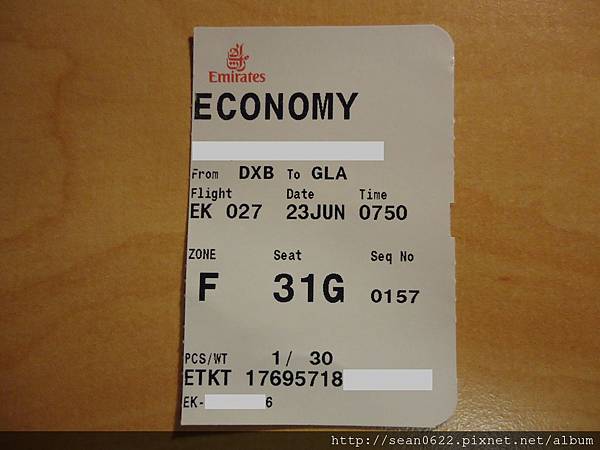 Emirates
ECONOMY
From DXB To GLA
Flight Date Time
EK 027 23JUN 0750
ZONE Seat Seq No
F 31G 0157
PCS/WT 1/ 30
ETKT 17695718
EK- 6
http://sean0622.pixnet.net/album